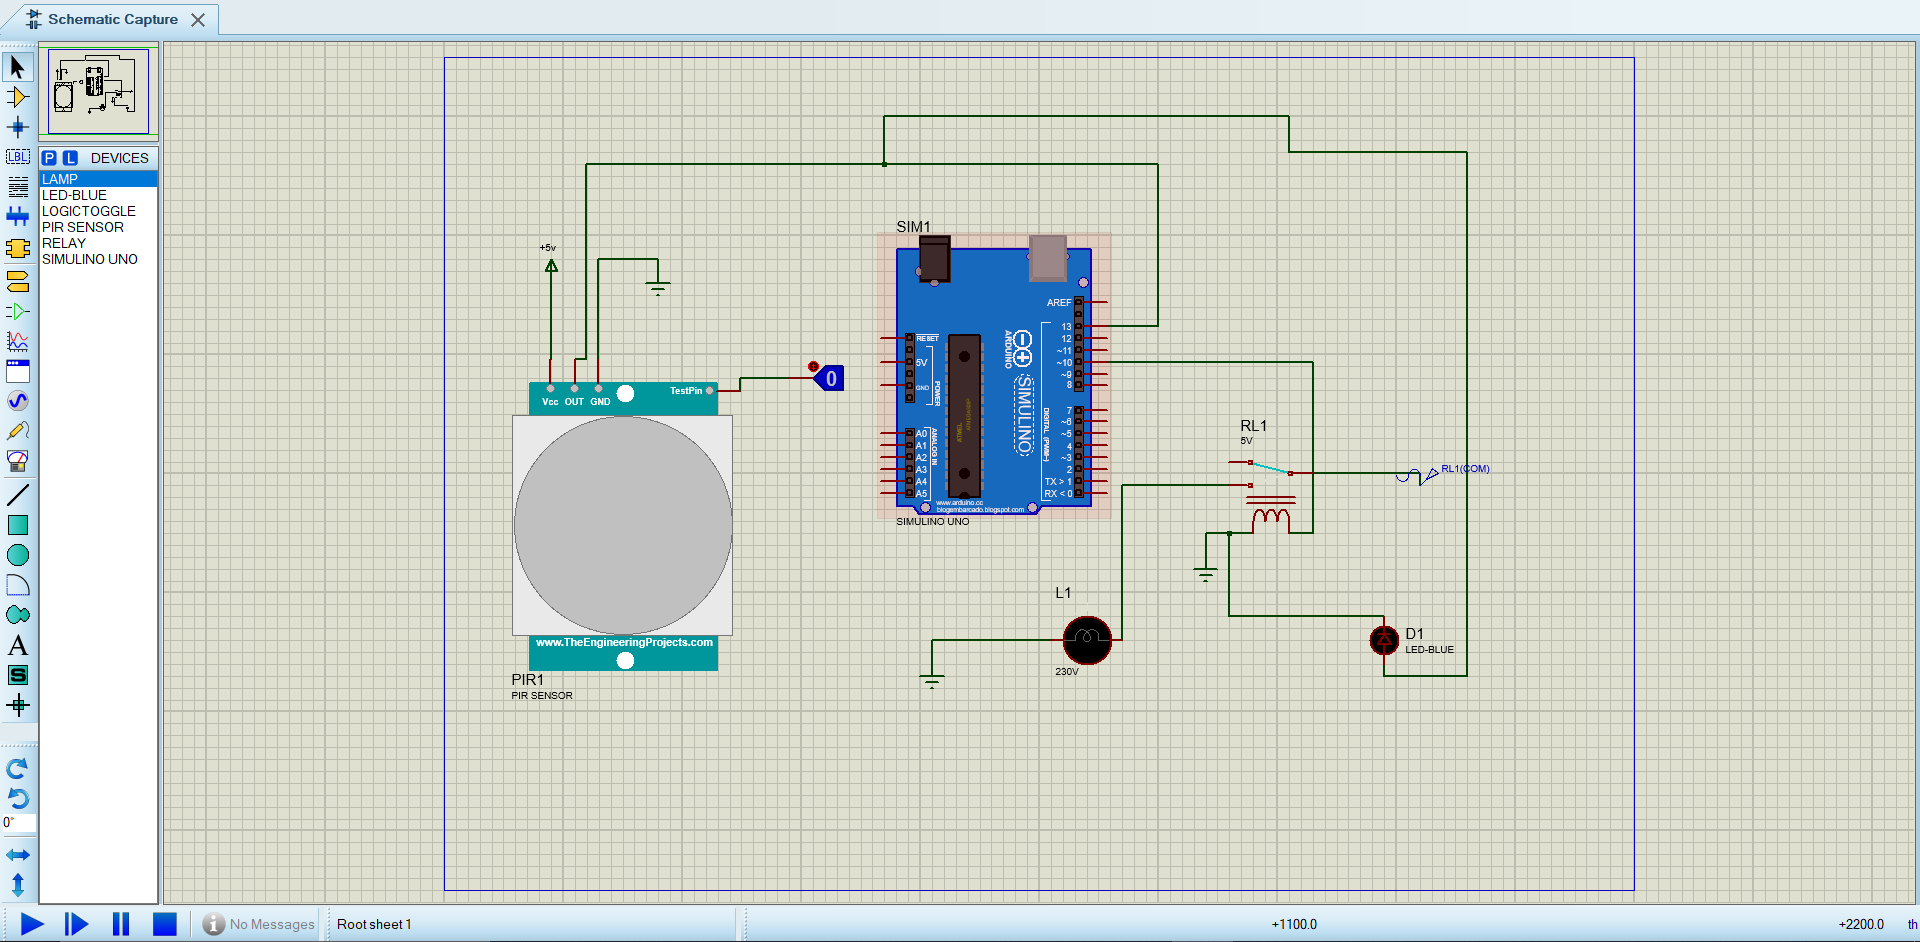 Schematic Capture
LBL
P L DEVICES
LAMP
LED-BLUE
LOGICTOGGLE
PIR SENSOR
RELAY
SIMULINO UNO
A
S
0°
+5v
Vcc OUT GND
TestPin
0
www.TheEngineeringProjects.com
PIR1
PIR SENSOR
SIM1
AREF
13
12
~11
~10
~9
8
7
~6
~5
4
~3
2
TX > 1
RX < 0
RESET
5V
GND
POWER
A0
A1
A2
A3
A4
A5
ANALOG IN
ARDUINO
SIMULINO
DIGITAL (PWM~)
ATMEL
www.arduino.cc
blogembarcado.blogspot.com
SIMULINO UNO
RL1
5V
RL1(COM)
L1
230V
D1
LED-BLUE
No Messages
Root sheet 1
+1100.0
+2200.0
th